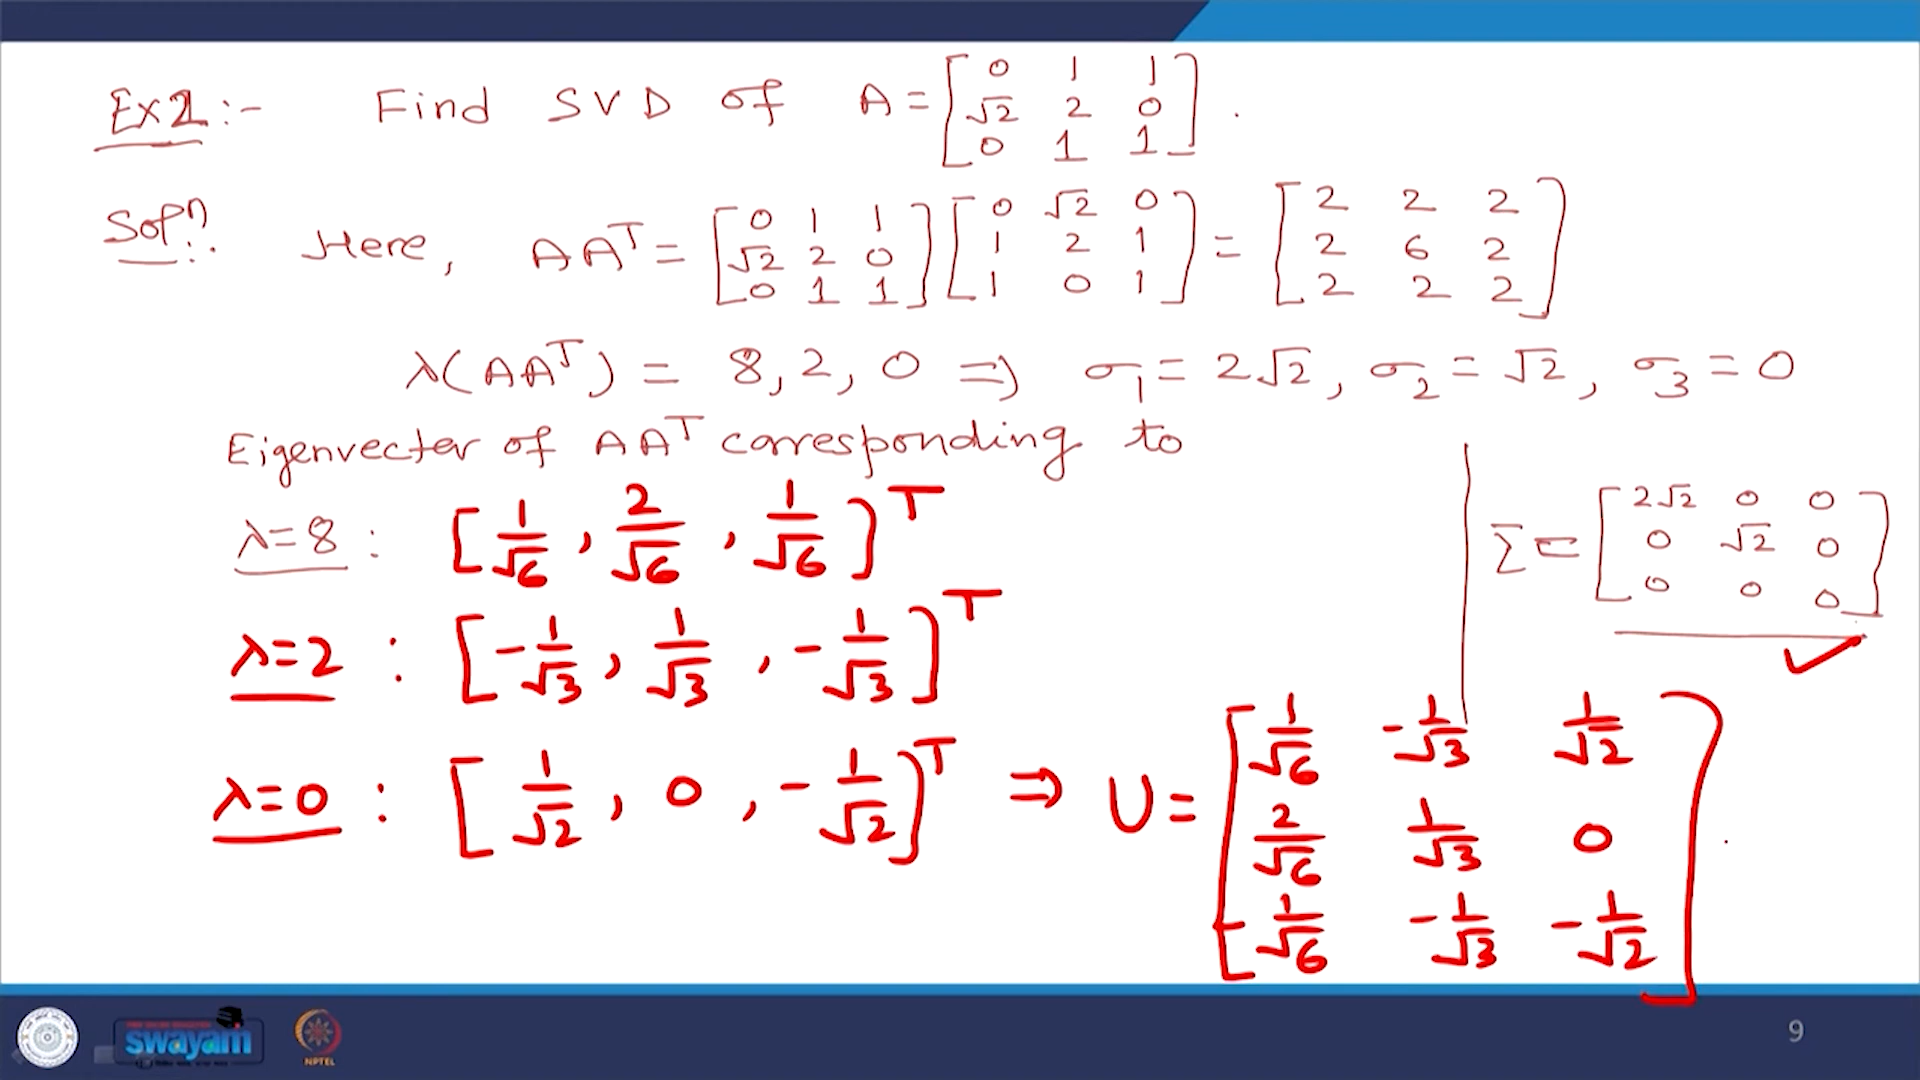 Ex2:- Find SVD of A = [0 1 1; √2 2 0; 0 1 1].
Solⁿ:. Here, AAᵀ = [0 1 1; √2 2 0; 0 1 1] [0 √2 0; 1 2 1; 1 0 1] = [2 2 2; 2 6 2; 2 2 2]
λ(AAᵀ) = 8, 2, 0 ⇒ σ₁ = 2√2, σ₂ = √2, σ₃ = 0
Eigenvector of AAᵀ corresponding to
λ=8 : [1/√6, 2/√6, 1/√6]ᵀ
Σ = [2√2 0 0; 0 √2 0; 0 0 0] ✓
λ=2 : [-1/√3, 1/√3, -1/√3]ᵀ
λ=0 : [1/√2, 0, -1/√2]ᵀ ⇒ U = [1/√6 -1/√3 1/√2; 2/√6 1/√3 0; 1/√6 -1/√3 -1/√2]
swayam
NPTEL
9